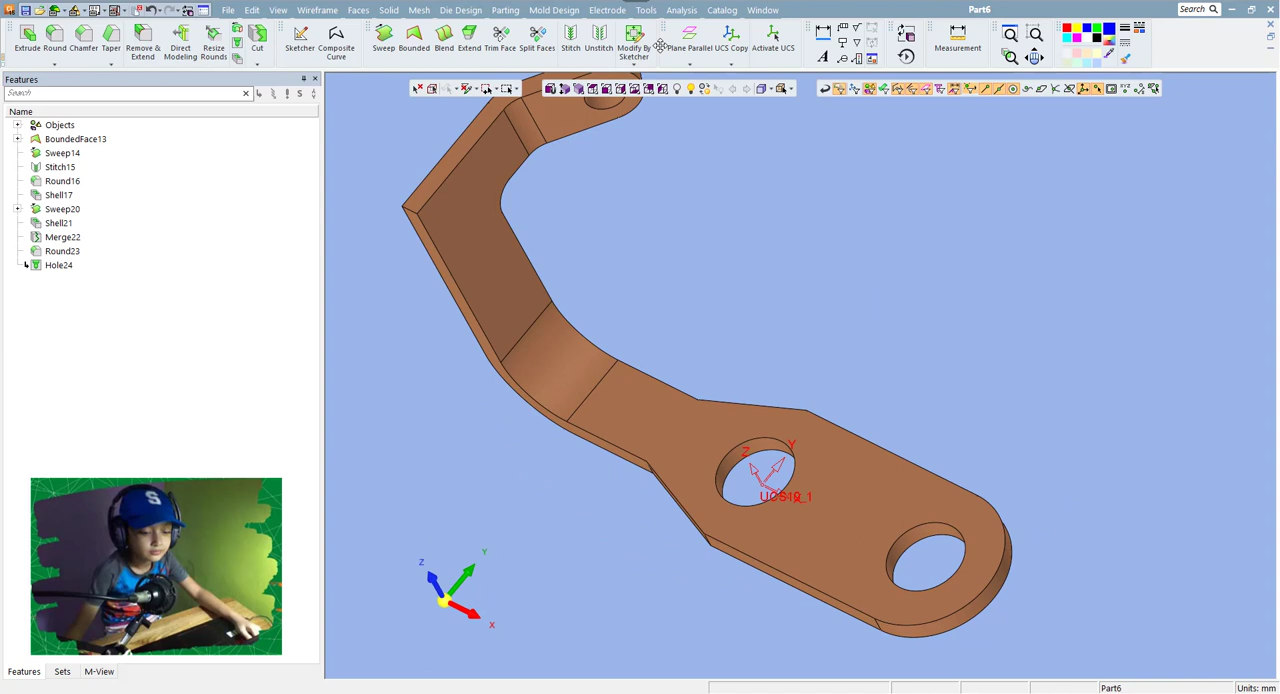 File Edit View Wireframe Faces Solid Mesh Die Design Parting Mold Design Electrode Tools Analysis Catalog Window Part6 Search
Extrude Round Chamfer Taper Remove & Extend Direct Modeling Resize Rounds Cut Sketcher Composite Curve Sweep Bounded Blend Extend Trim Face Split Faces Stitch Unstitch Modify By Sketcher Plane Parallel UCS Copy Activate UCS Measurement
Features
Search
Name
Objects
BoundedFace13
Sweep14
Stitch15
Round16
Shell17
Sweep20
Shell21
Merge22
Round23
Hole24
Z Y
UCS19_1
S
Z Y
X
Features Sets M-View
Part6 Units: mm